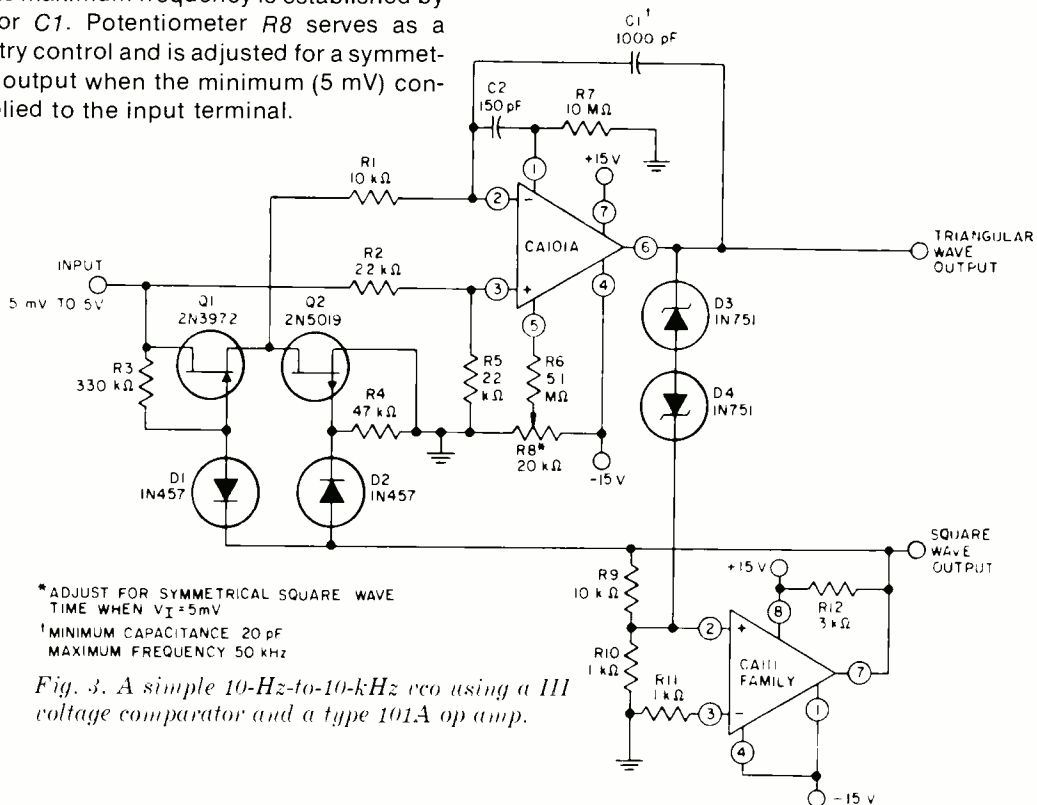 s maximum frequency is established by
or C1. Potentiometer R8 serves as a
try control and is adjusted for a symmet-
output when the minimum (5 mV) con-
lied to the input terminal.
C1†
1000 pF
C2
150 pF
R7
10 MΩ
+15 V
R1
10 kΩ
1
2
-
7
CA101A
6
TRIANGULAR
WAVE
OUTPUT
R2
22 kΩ
3
+
4
5
INPUT
5 mV TO 5V
Q1
2N3972
Q2
2N5019
D3
1N751
R3
330 kΩ
R5
22
kΩ
R6
51
MΩ
D4
1N751
R4
47 kΩ
R8*
20 kΩ
-15 V
D1
1N457
D2
1N457
SQUARE
WAVE
OUTPUT
+15 V
R9
10 kΩ
8
R12
3 kΩ
2
+
R10
1 kΩ
CA111
FAMILY
7
R11
1 kΩ
3
-
1
4
-15 V
*ADJUST FOR SYMMETRICAL SQUARE WAVE
TIME WHEN VI=5mV
†MINIMUM CAPACITANCE 20 pF
MAXIMUM FREQUENCY 50 kHz
Fig. 3. A simple 10-Hz-to-10-kHz vco using a III
voltage comparator and a type 101A op amp.